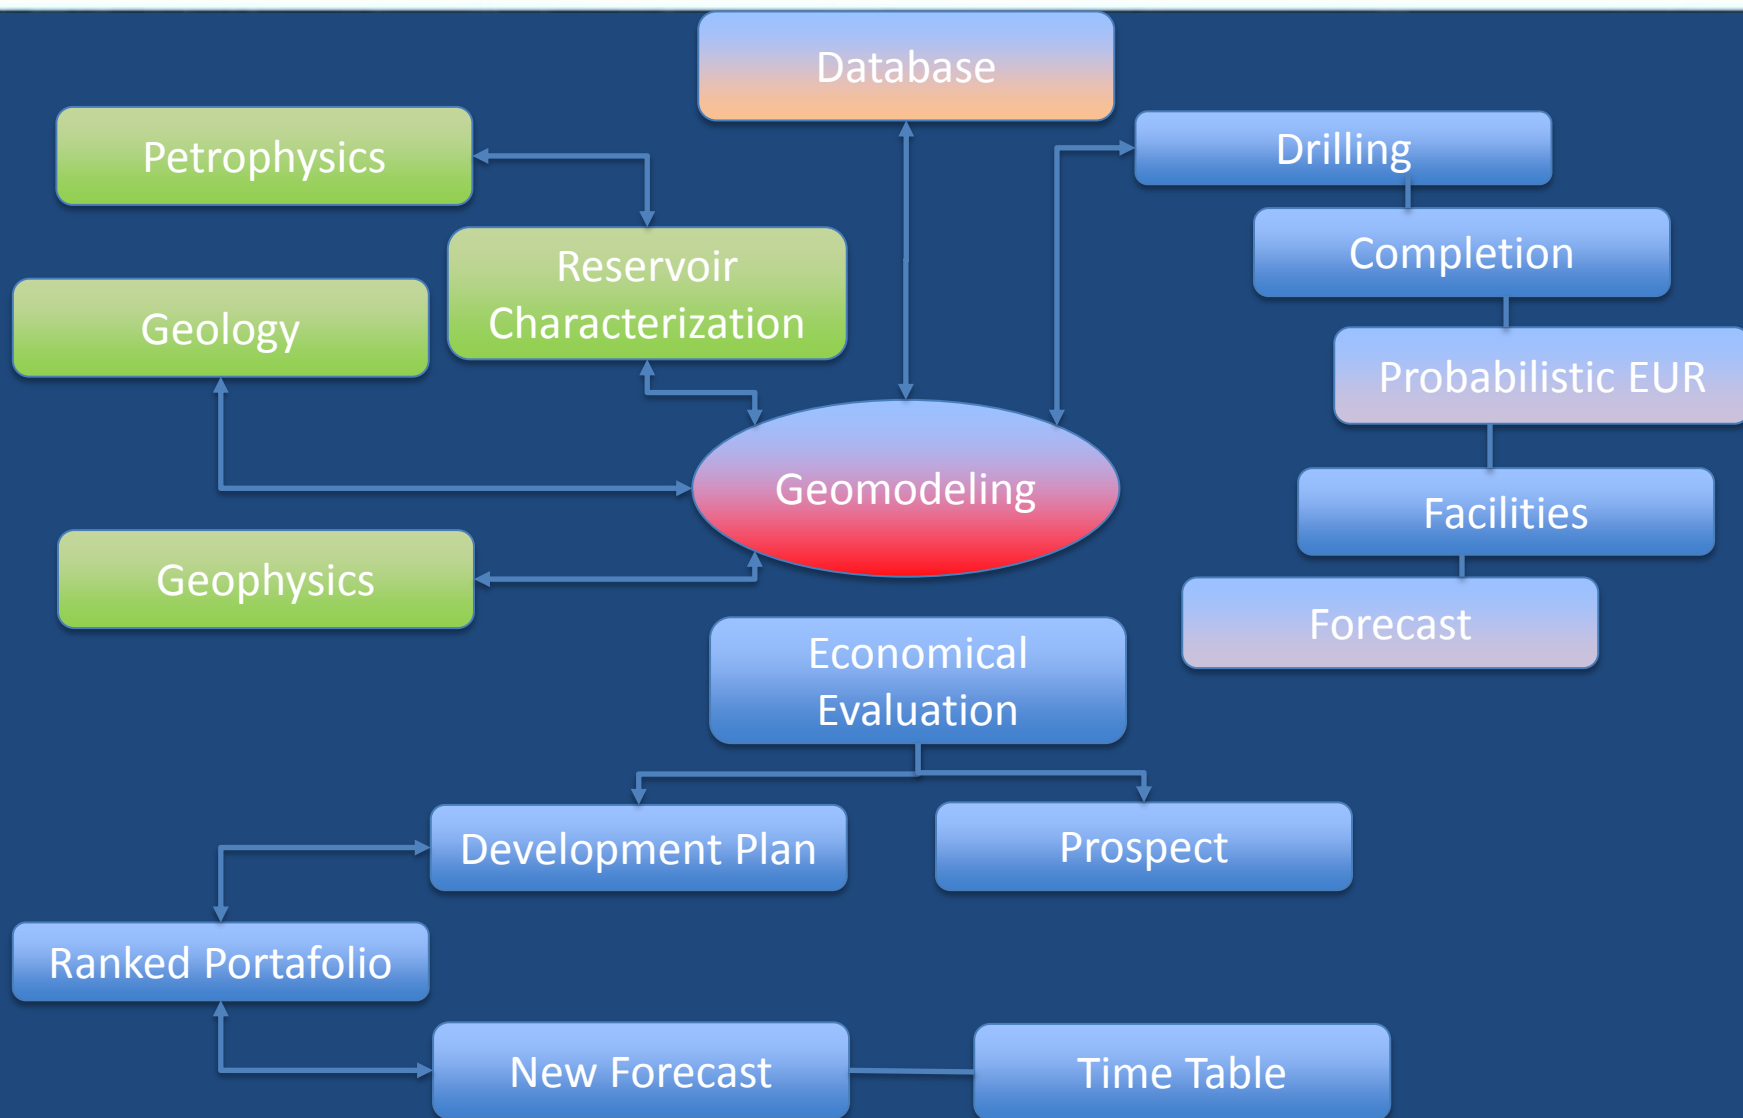 Database
Petrophysics
Drilling
Reservoir
Characterization
Completion
Geology
Probabilistic EUR
Geomodeling
Facilities
Geophysics
Forecast
Economical
Evaluation
Development Plan
Prospect
Ranked Portafolio
New Forecast
Time Table